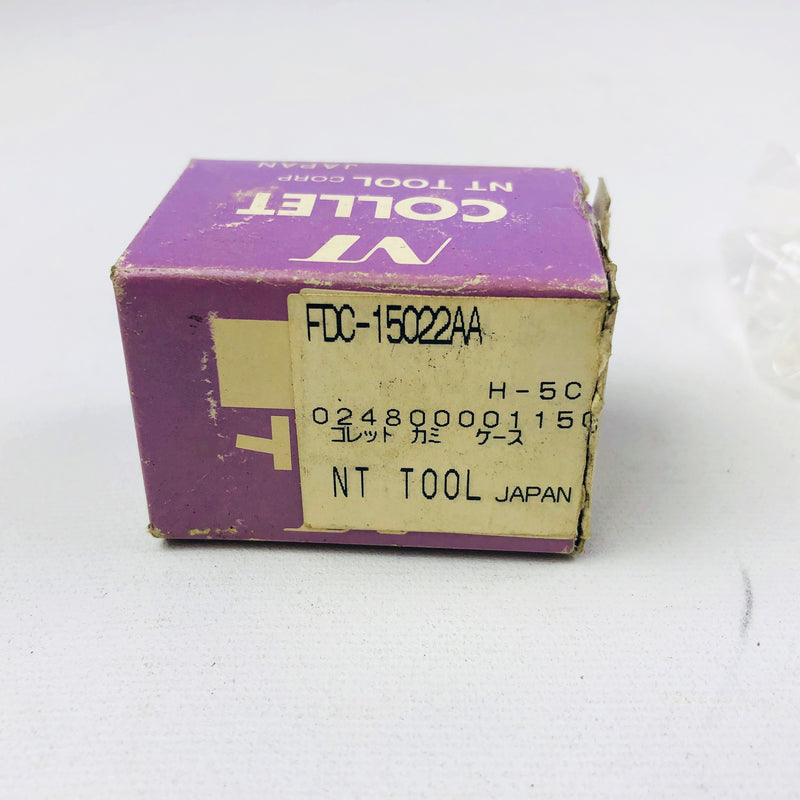 NT
COLLET
NT TOOL CORP
JAPAN
FDC-15022AA
H-5C
0248000001150
コレット カミ ケース
NT TOOL JAPAN
T